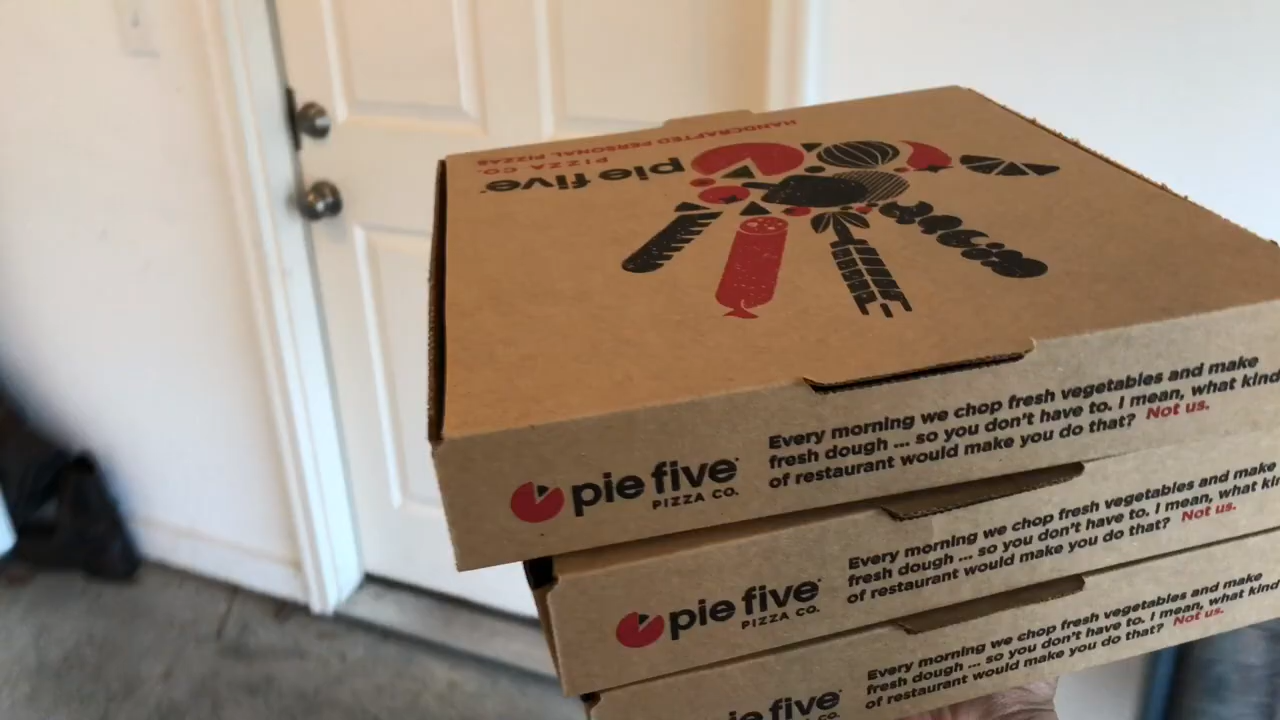 HANDCRAFTED PERSONAL PIZZAS
PIZZA CO.
pie five
Every morning we chop fresh vegetables and make
fresh dough ... so you don't have to. I mean, what kind
of restaurant would make you do that? Not us.
pie five
PIZZA CO.
Every morning we chop fresh vegetables and make
fresh dough ... so you don't have to. I mean, what kin
of restaurant would make you do that? Not us.
pie five
PIZZA CO.
Every morning we chop fresh vegetables and make
fresh dough ... so you don't have to. I mean, what kind
of restaurant would make you do that? Not us.
pie five
CO.